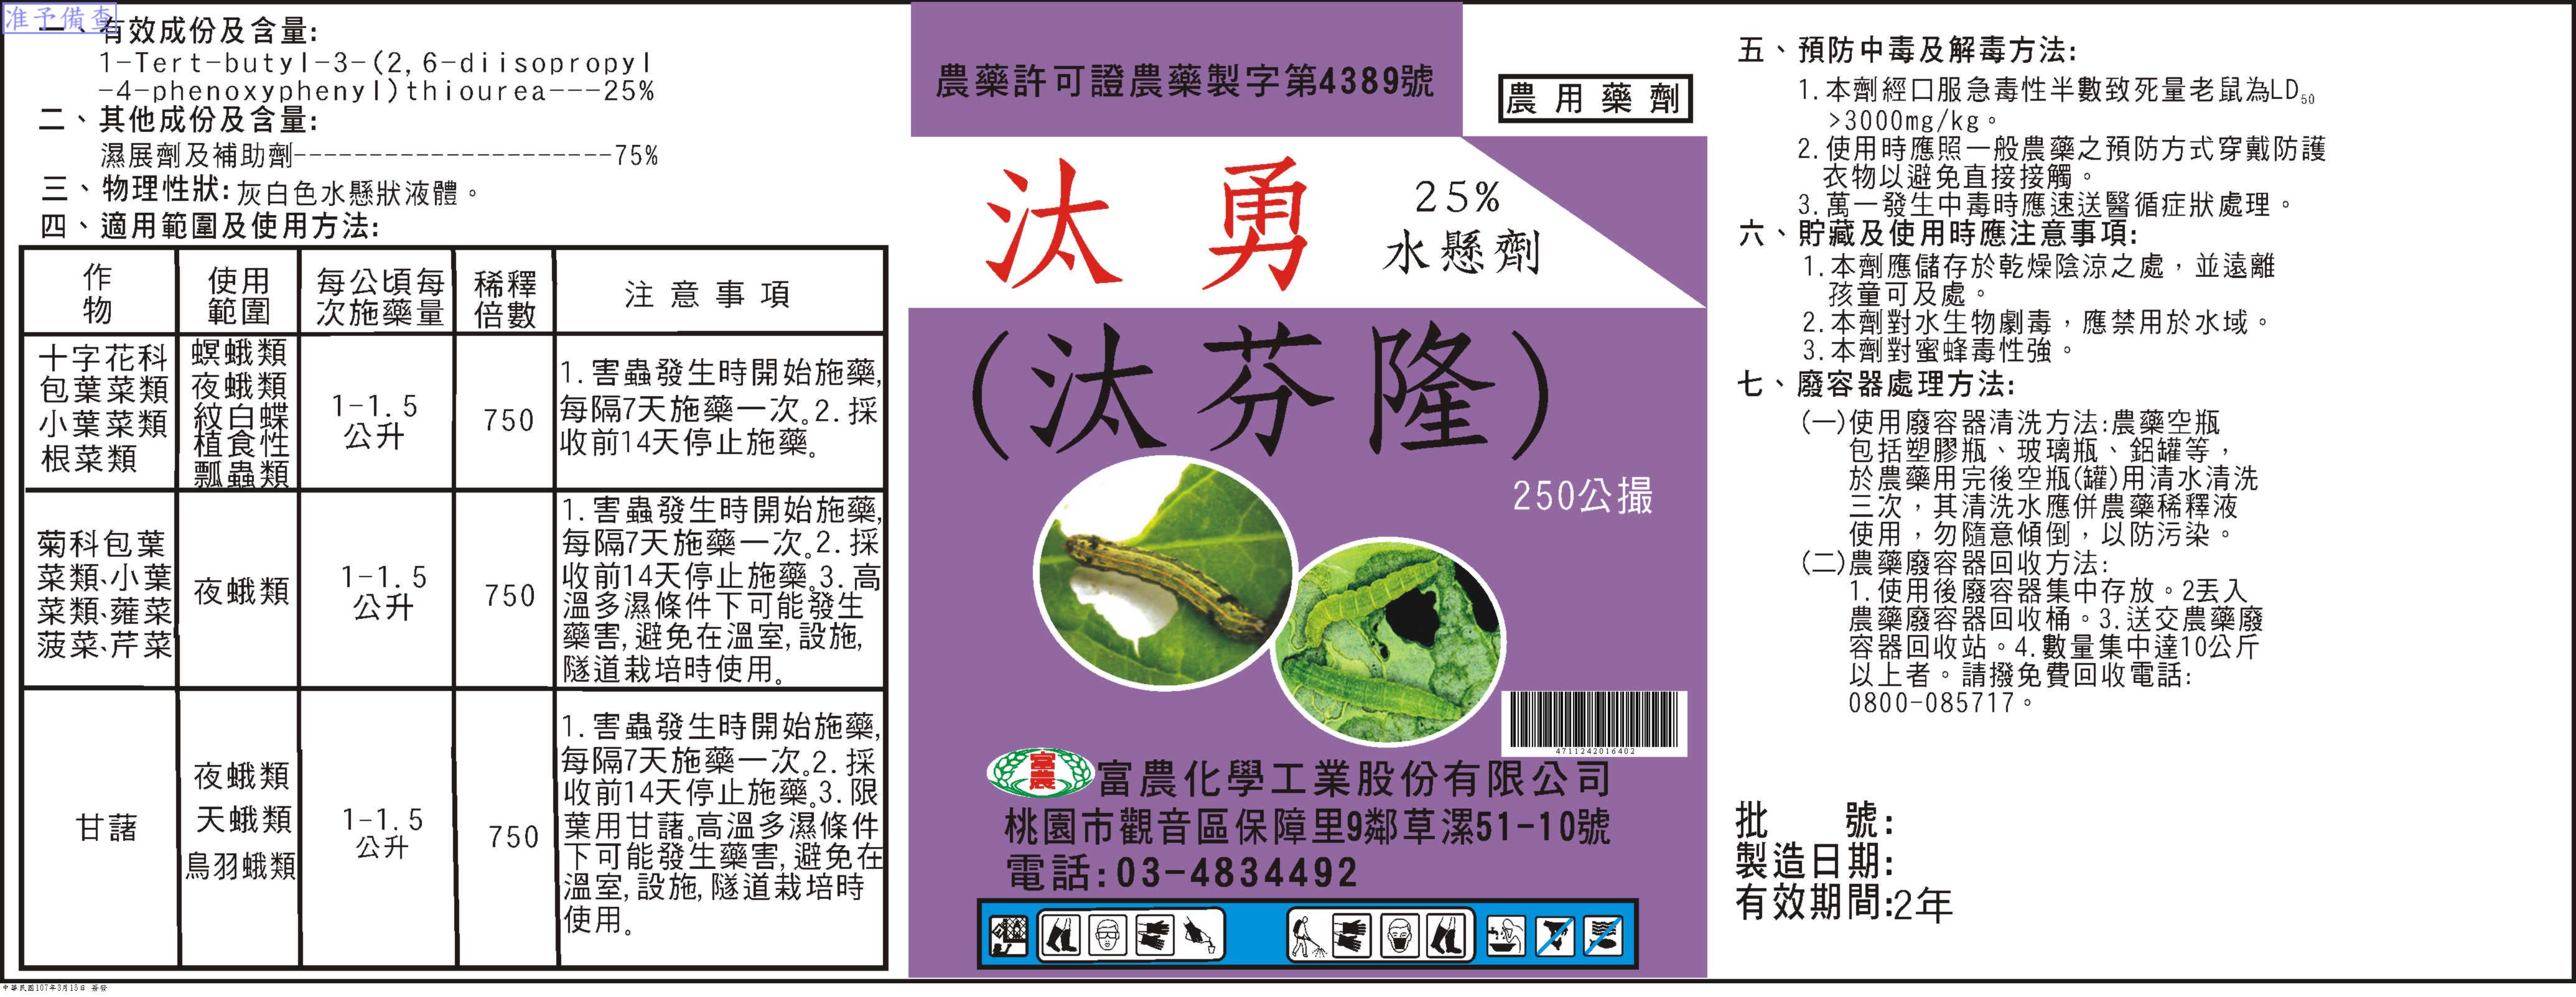 准予備查
一、有效成份及含量:
1-Tert-butyl-3-(2,6-diisopropyl
-4-phenoxyphenyl)thiourea---25%
二、其他成份及含量:
濕展劑及補助劑---------------------75%
三、物理性狀:灰白色水懸狀液體。
四、適用範圍及使用方法:
作物 使用範圍 每公頃每次施藥量 稀釋倍數 注意事項
十字花科
包葉菜類
小葉菜類
根菜類
螟蛾類
夜蛾類
紋白蝶
植食性
瓢蟲類
1-1.5
公升
750
1.害蟲發生時開始施藥,
每隔7天施藥一次。2.採
收前14天停止施藥。
菊科包葉
菜類、小葉
菜類、蕹菜
菠菜、芹菜
夜蛾類
1-1.5
公升
750
1.害蟲發生時開始施藥,
每隔7天施藥一次。2.採
收前14天停止施藥。3.高
溫多濕條件下可能發生
藥害,避免在溫室,設施,
隧道栽培時使用。
甘藷
夜蛾類
天蛾類
鳥羽蛾類
1-1.5
公升
750
1.害蟲發生時開始施藥,
每隔7天施藥一次。2.採
收前14天停止施藥。3.限
葉用甘藷。高溫多濕條件
下可能發生藥害,避免在
溫室,設施,隧道栽培時
使用。
中華民國107年3月15日 簽發
農藥許可證農藥製字第4389號
農用藥劑
汰勇
25%
水懸劑
(汰芬隆)
250公撮
4711242016402
富農
富農化學工業股份有限公司
桃園市觀音區保障里9鄰草漯51-10號
電話:03-4834492
五、預防中毒及解毒方法:
1.本劑經口服急毒性半數致死量老鼠為LD50
>3000mg/kg。
2.使用時應照一般農藥之預防方式穿戴防護
衣物以避免直接接觸。
3.萬一發生中毒時應速送醫循症狀處理。
六、貯藏及使用時應注意事項:
1.本劑應儲存於乾燥陰涼之處，並遠離
孩童可及處。
2.本劑對水生物劇毒，應禁用於水域。
3.本劑對蜜蜂毒性強。
七、廢容器處理方法:
(一)使用廢容器清洗方法:農藥空瓶
包括塑膠瓶、玻璃瓶、鋁罐等，
於農藥用完後空瓶(罐)用清水清洗
三次，其清洗水應併農藥稀釋液
使用，勿隨意傾倒，以防污染。
(二)農藥廢容器回收方法:
1.使用後廢容器集中存放。2丟入
農藥廢容器回收桶。3.送交農藥廢
容器回收站。4.數量集中達10公斤
以上者。請撥免費回收電話:
0800-085717。
批 號:
製造日期:
有效期間:2年